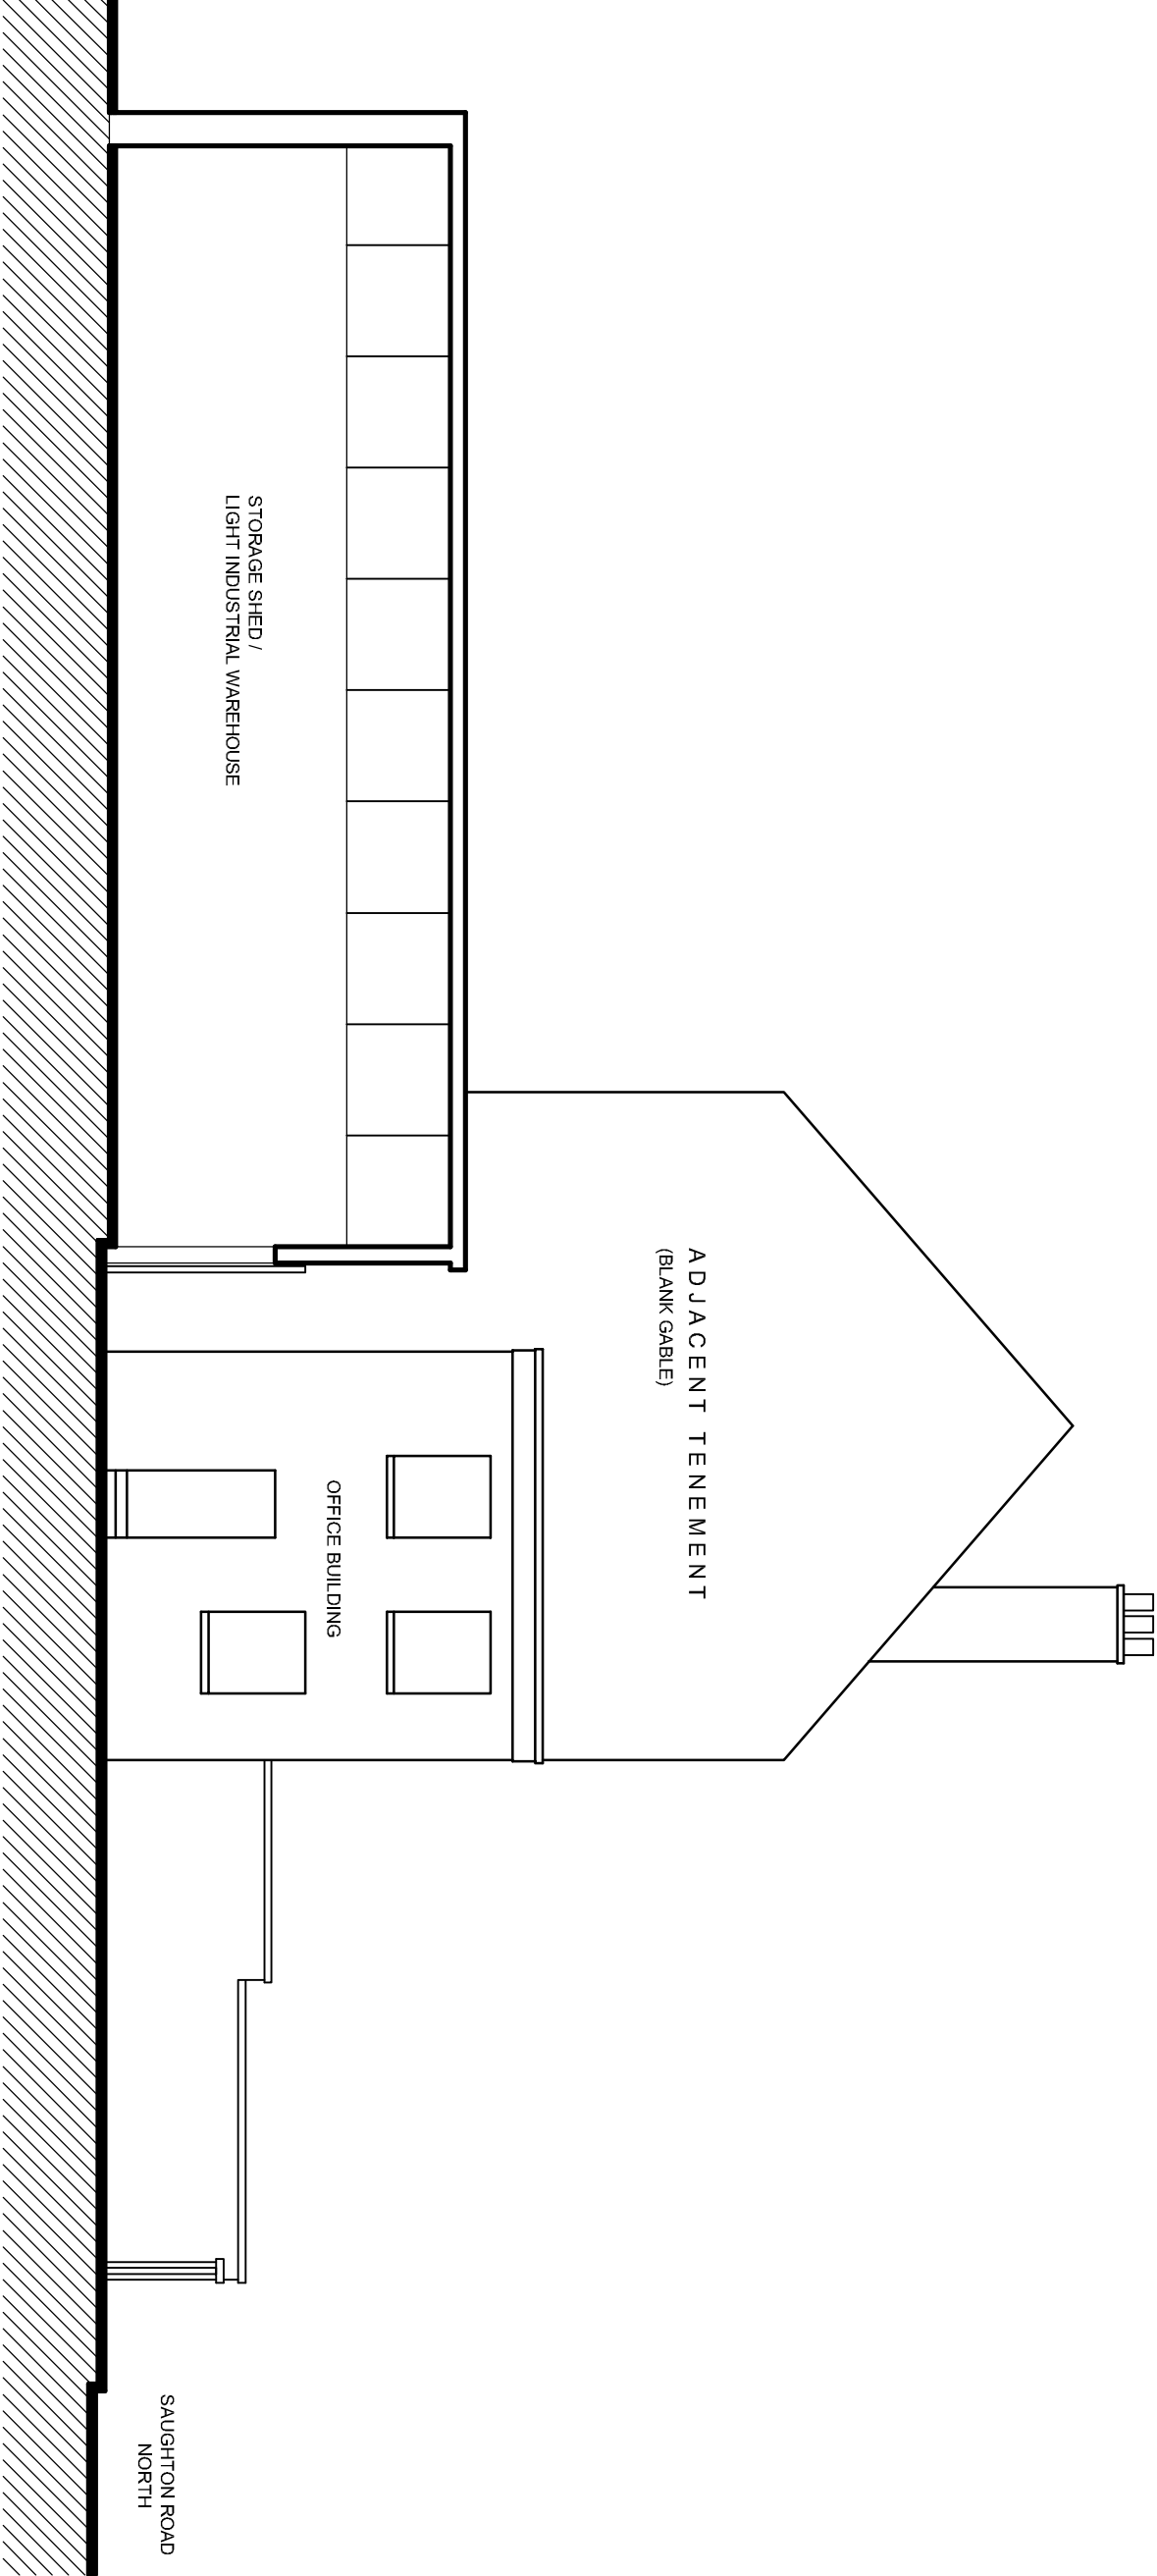 STORAGE SHED /
LIGHT INDUSTRIAL WAREHOUSE
ADJACENT TENEMENT
(BLANK GABLE)
OFFICE BUILDING
SAUGHTON ROAD
NORTH